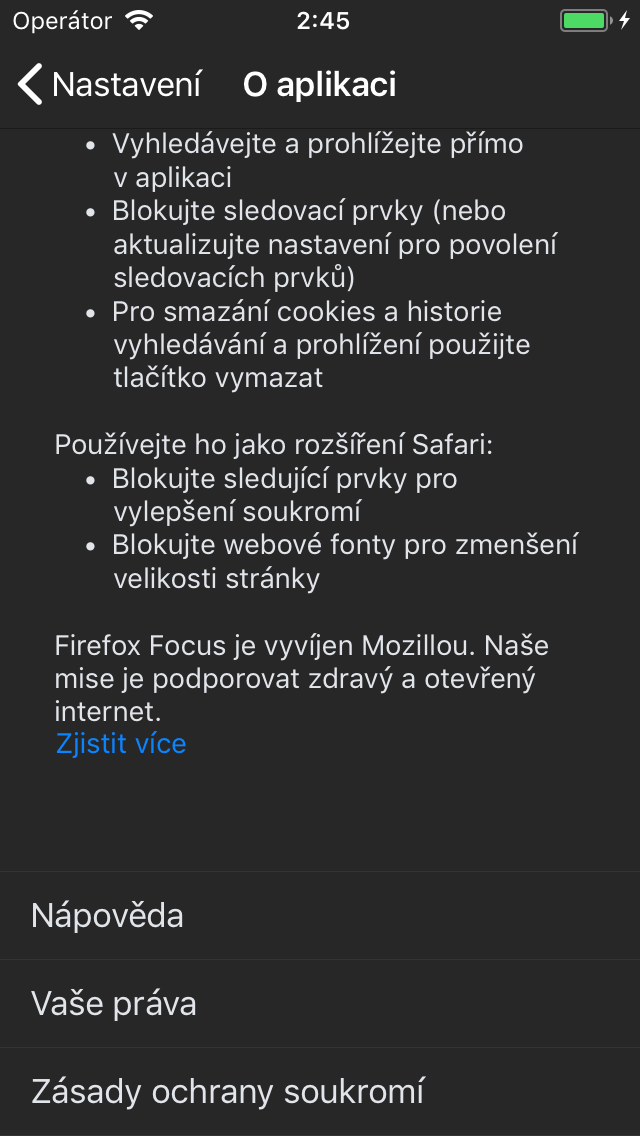 Operátor 2:45
Nastavení O aplikaci
• Vyhledávejte a prohlížejte přímo
v aplikaci
• Blokujte sledovací prvky (nebo
aktualizujte nastavení pro povolení
sledovacích prvků)
• Pro smazání cookies a historie
vyhledávání a prohlížení použijte
tlačítko vymazat
Používejte ho jako rozšíření Safari:
• Blokujte sledující prvky pro
vylepšení soukromí
• Blokujte webové fonty pro zmenšení
velikosti stránky
Firefox Focus je vyvíjen Mozillou. Naše
mise je podporovat zdravý a otevřený
internet.
Zjistit více
Nápověda
Vaše práva
Zásady ochrany soukromí